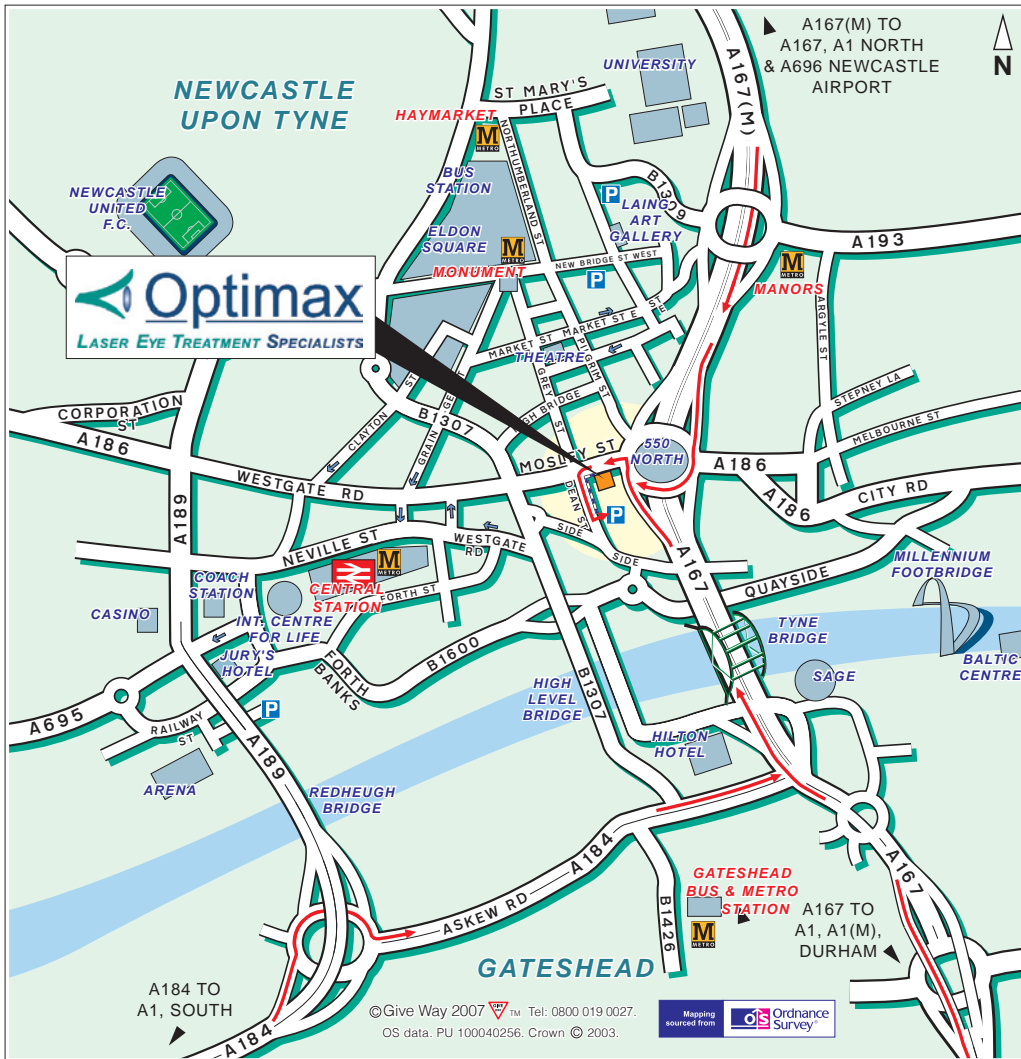 A167(M) TO
A167, A1 NORTH
& A696 NEWCASTLE
AIRPORT
N
NEWCASTLE
UPON TYNE
UNIVERSITY
A167(M)
ST MARY'S
PLACE
HAYMARKET
M
METRO
NORTHUMBERLAND ST
BUS
STATION
B1309
P
LAING
ART
GALLERY
NEWCASTLE
UNITED
F.C.
ELDON
SQUARE
M
METRO
MONUMENT
NEW BRIDGE ST WEST
P
A193
M
METRO
MANORS
ARGYLE ST
Optimax
LASER EYE TREATMENT SPECIALISTS
MARKET ST
MARKET ST E
THEATRE
PILGRIM ST
GREY ST
HIGH BRIDGE
STEPNEY LA
MELBOURNE ST
CORPORATION
ST
A186
CLAYTON ST
B1307
MOSLEY ST
550
NORTH
A186
A186
CITY RD
WESTGATE RD
DEAN ST
P
A189
NEVILLE ST
WESTGATE
RD
SIDE
SIDE
A167
QUAYSIDE
MILLENNIUM
FOOTBRIDGE
M
METRO
CENTRAL
STATION
FORTH ST
COACH
STATION
CASINO
INT. CENTRE
FOR LIFE
JURY'S
HOTEL
FORTH
BANKS
B1600
TYNE
BRIDGE
BALTIC
CENTRE
SAGE
HIGH
LEVEL
BRIDGE
B1307
A695
RAILWAY
ST
P
A189
HILTON
HOTEL
ARENA
REDHEUGH
BRIDGE
A184
A167
ASKEW RD
B1426
GATESHEAD
BUS & METRO
STATION
M
METRO
A167 TO
A1, A1(M),
DURHAM
GATESHEAD
A184 TO
A1, SOUTH
A184
© Give Way 2007 GIVE WAY TM Tel: 0800 019 0027.
OS data. PU 100040256. Crown © 2003.
Mapping
sourced from
OS Ordnance
Survey®